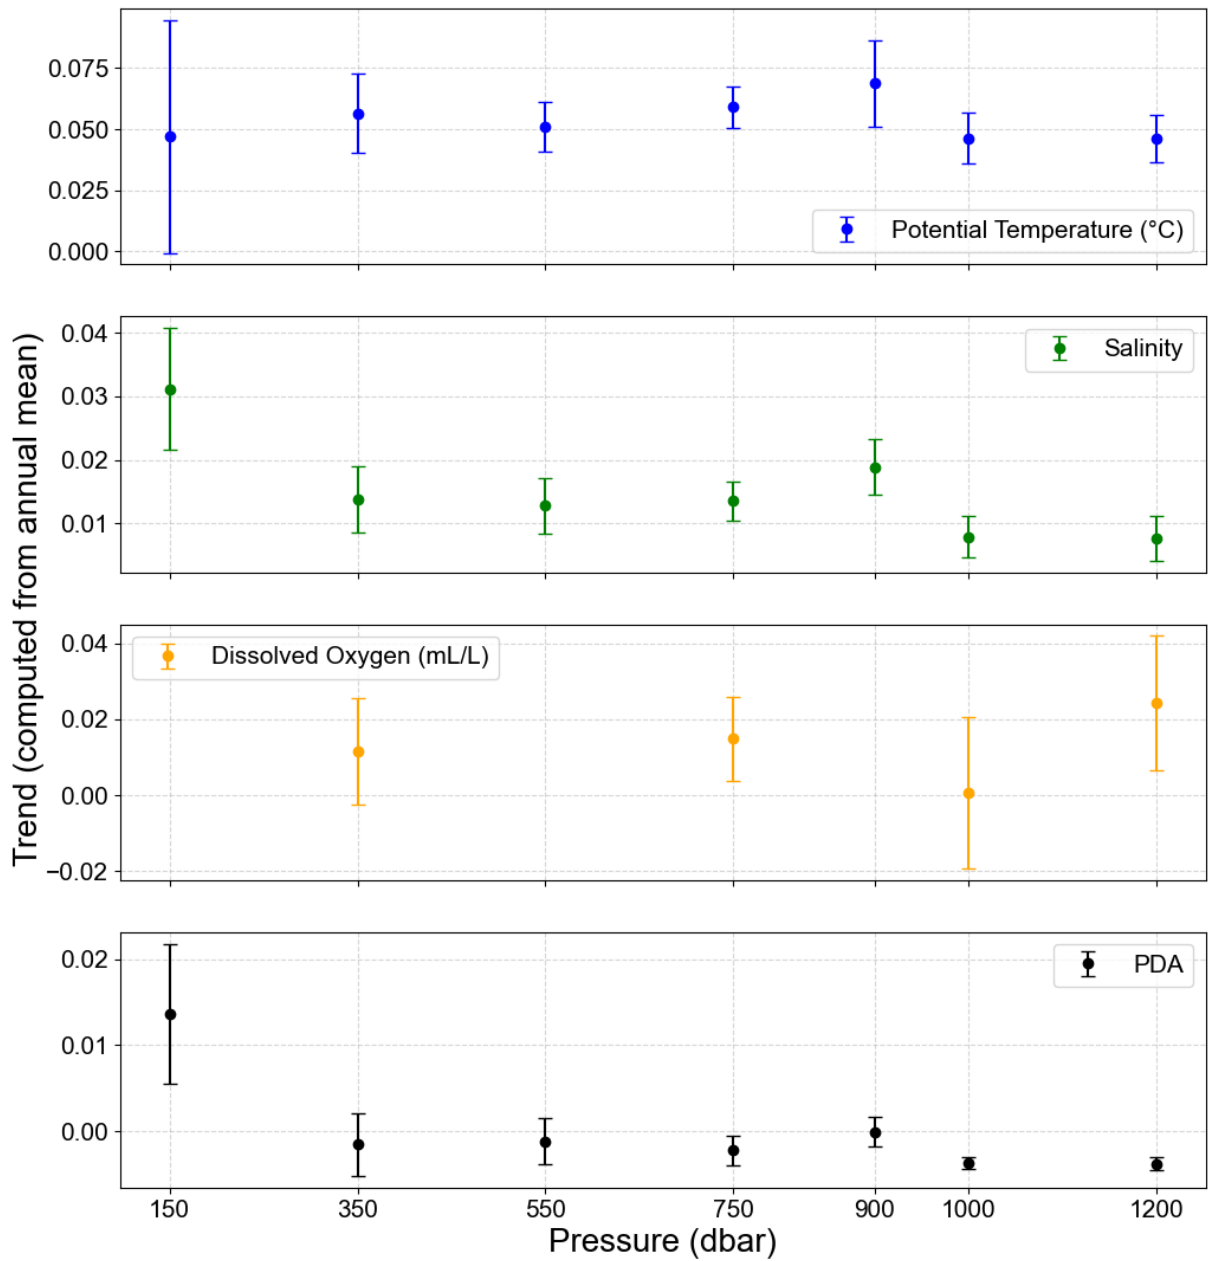 0.075
0.050
0.025
0.000
Potential Temperature (°C)
0.04
0.03
0.02
0.01
Salinity
Trend (computed from annual mean)
0.04
0.02
0.00
−0.02
Dissolved Oxygen (mL/L)
0.02
0.01
0.00
PDA
150 350 550 750 900 1000 1200
Pressure (dbar)